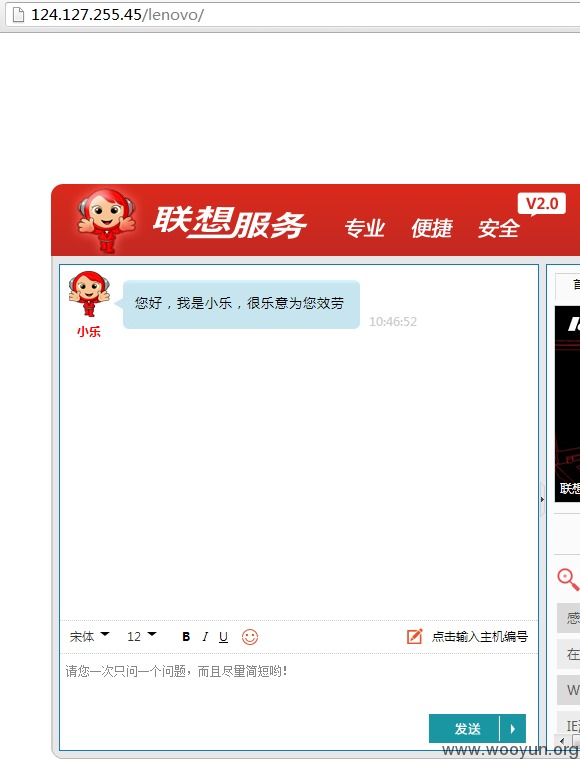 124.127.255.45/lenovo/
联想服务 专业 便捷 安全 V2.0
您好，我是小乐，很乐意为您效劳
10:46:52
小乐
联想
宋体 12 B I U 点击输入主机编号
请您一次只问一个问题，而且尽量简短哟！
感
在
W
IE
发送
www.wooyun.org